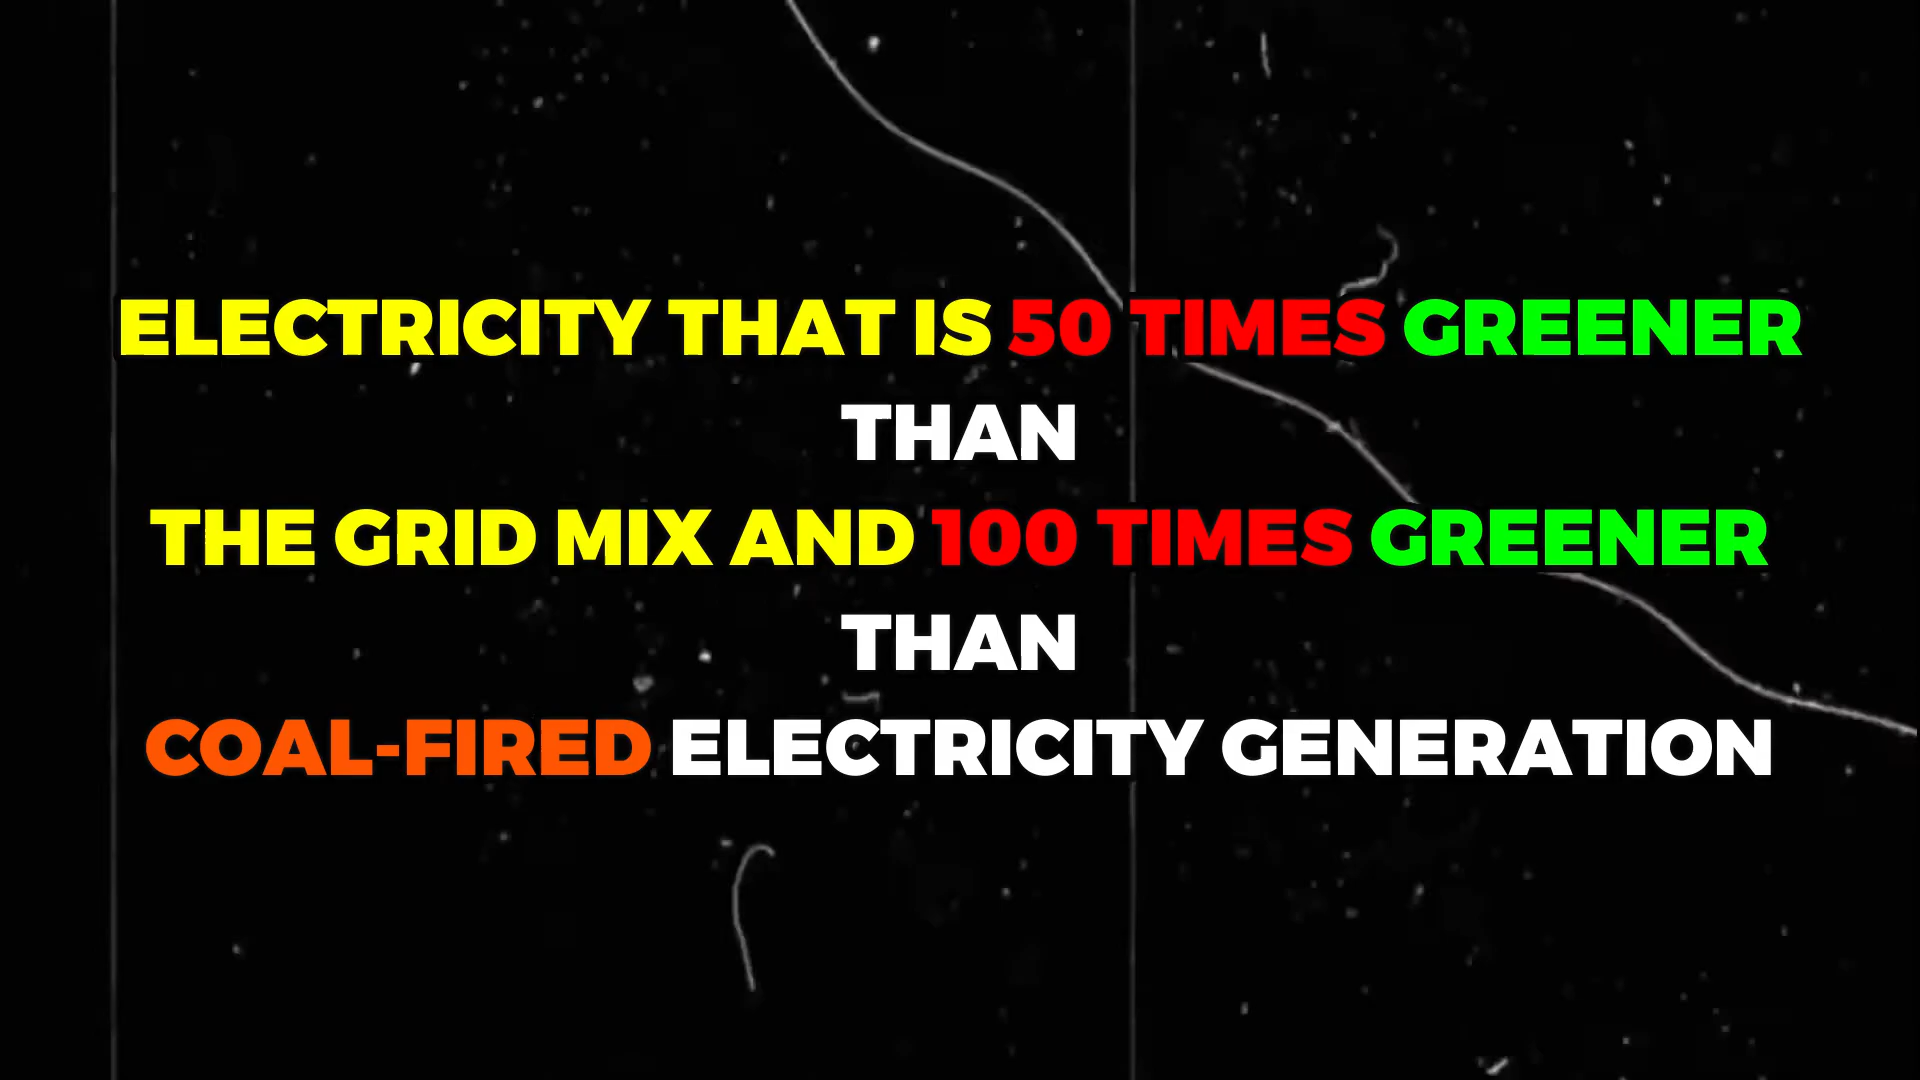 ELECTRICITY THAT IS 50 TIMES GREENER
THAN
THE GRID MIX AND 100 TIMES GREENER
THAN
COAL-FIRED ELECTRICITY GENERATION